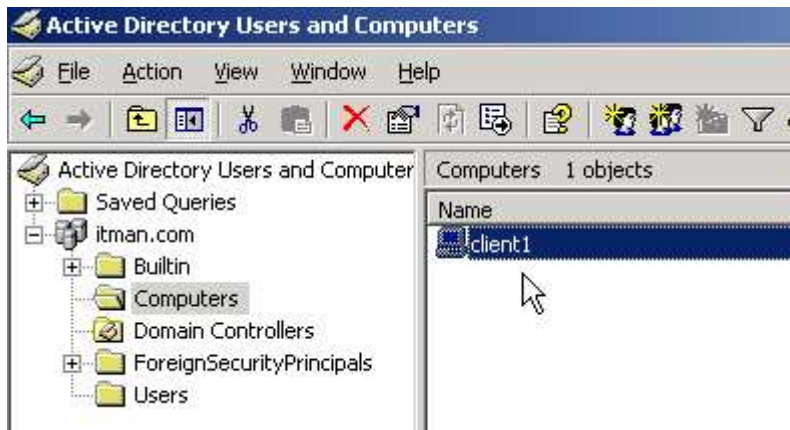 Active Directory Users and Computers
File Action View Window Help
Active Directory Users and Computer
Saved Queries
itman.com
Builtin
Computers
Domain Controllers
ForeignSecurityPrincipals
Users
Computers 1 objects
Name
client1